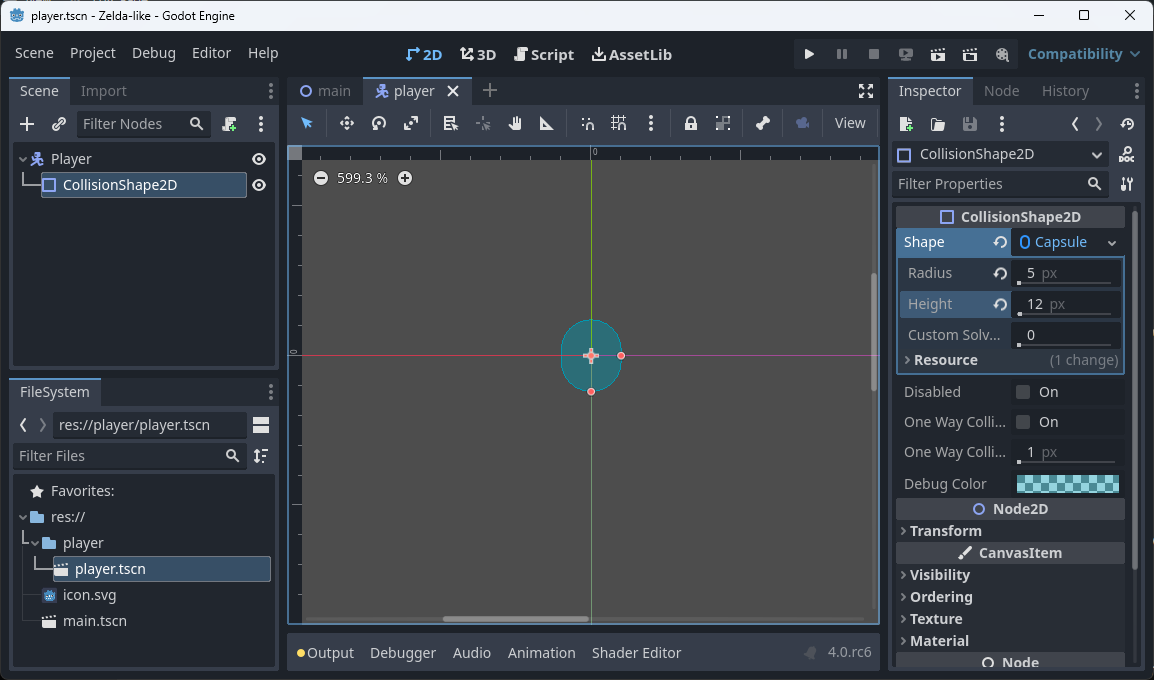 player.tscn - Zelda-like - Godot Engine
Scene Project Debug Editor Help
2D 3D Script AssetLib
Compatibility
Scene Import
Filter Nodes
Player
CollisionShape2D
FileSystem
res://player/player.tscn
Filter Files
Favorites:
res://
player
player.tscn
icon.svg
main.tscn
main player
View
0
599.3 %
0
Output Debugger Audio Animation Shader Editor 4.0.rc6
Inspector Node History
CollisionShape2D
DOC
Filter Properties
CollisionShape2D
Shape Capsule
Radius 5 px
Height 12 px
Custom Solv... 0
Resource (1 change)
Disabled On
One Way Colli... On
One Way Colli... 1 px
Debug Color
Node2D
Transform
CanvasItem
Visibility
Ordering
Texture
Material
Node